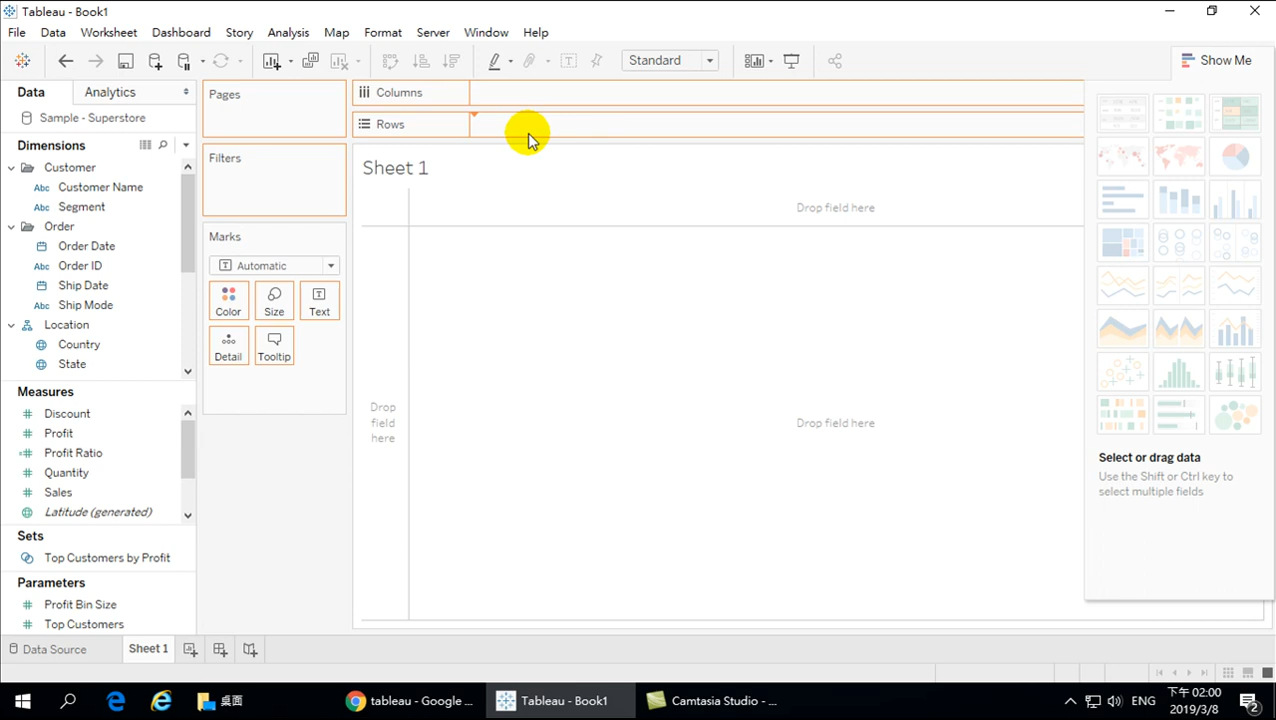 Tableau - Book1
File Data Worksheet Dashboard Story Analysis Map Format Server Window Help
Standard
Show Me
Data Analytics
Sample - Superstore
Dimensions
Customer
Abc Customer Name
Abc Segment
Order
Order Date
Abc Order ID
Ship Date
Abc Ship Mode
Location
Country
State
Measures
Discount
Profit
Profit Ratio
Quantity
Sales
Latitude (generated)
Sets
Top Customers by Profit
Parameters
Profit Bin Size
Top Customers
Pages
Filters
Marks
Automatic
Color Size Text
Detail Tooltip
Columns
Rows
Sheet 1
Drop field here
Drop
field
here
Drop field here
Select or drag data
Use the Shift or Ctrl key to
select multiple fields
Data Source Sheet 1
桌面
tableau - Google ...
Tableau - Book1
Camtasia Studio - ...
ENG
下午 02:00
2019/3/8
2